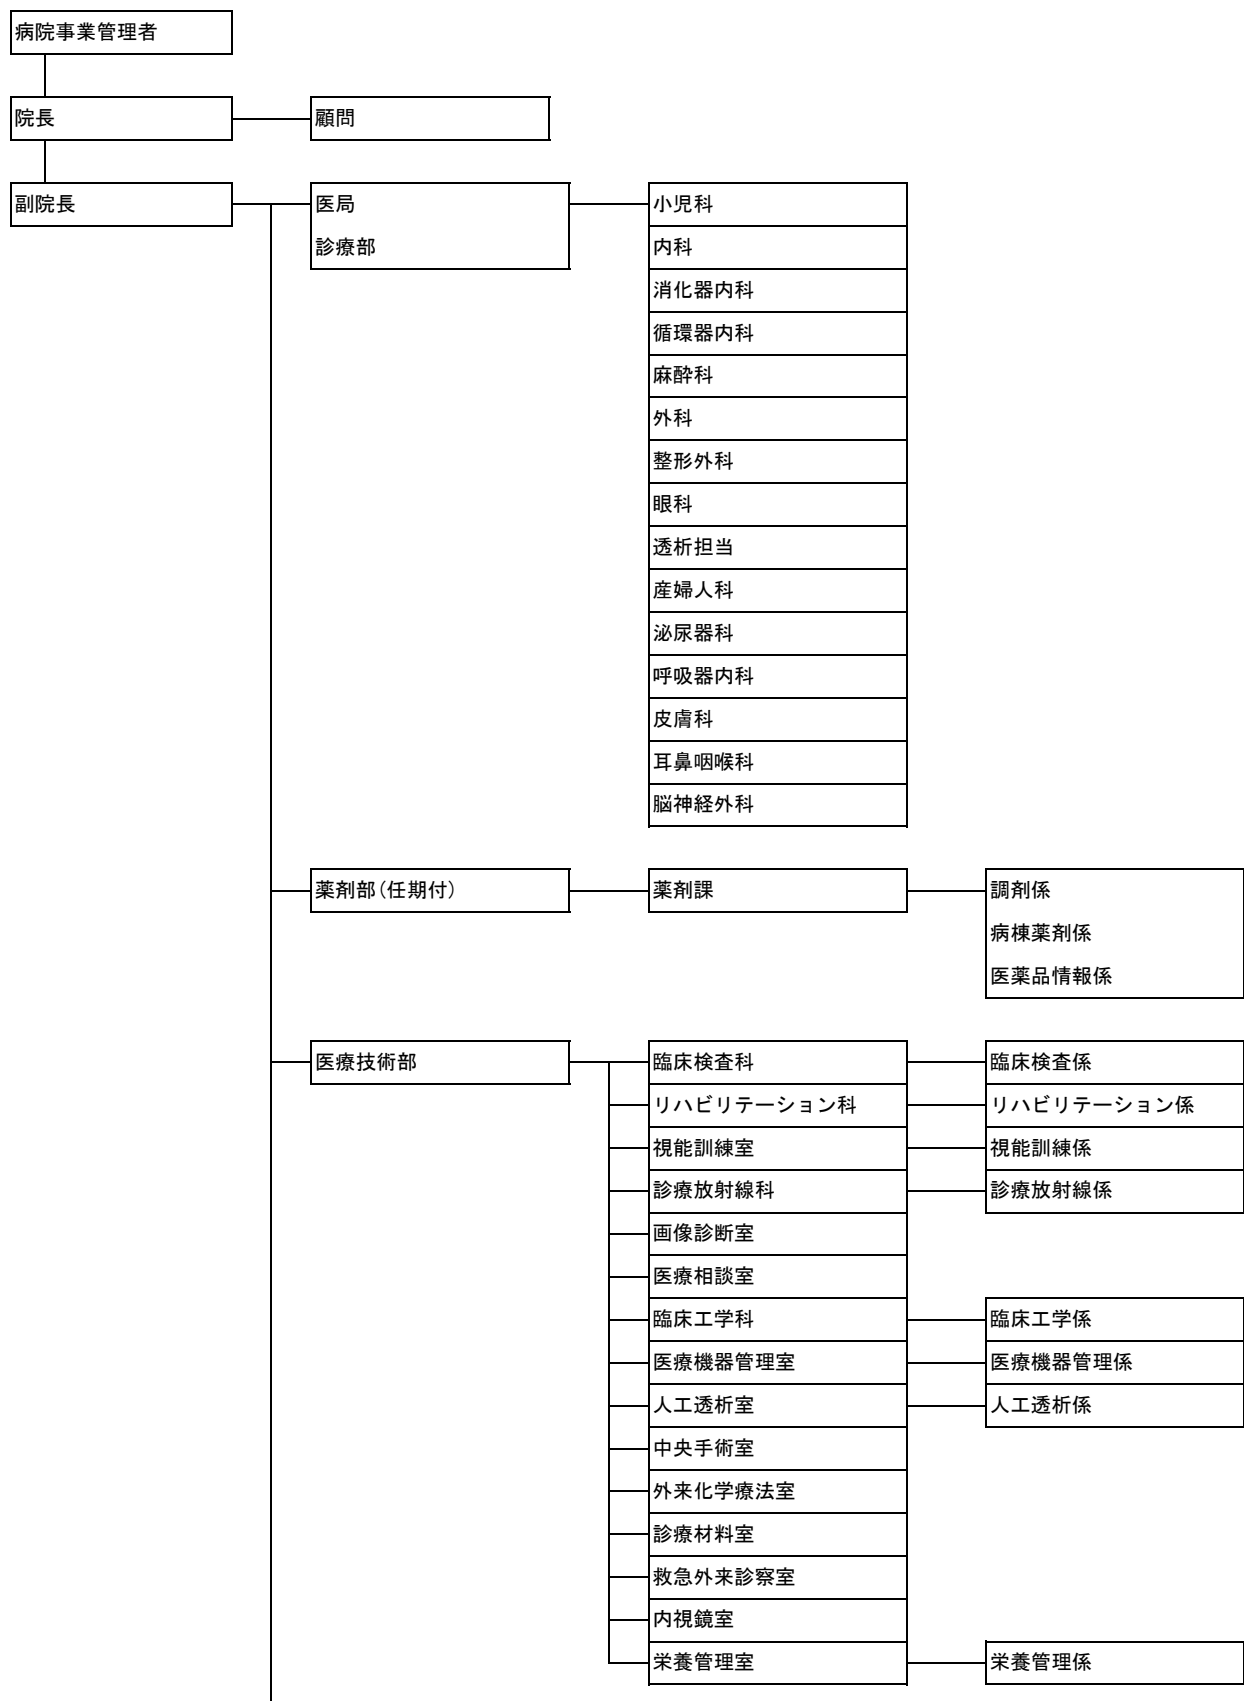 病院事業管理者
院長
顧問
副院長
医局
診療部
小児科
内科
消化器内科
循環器内科
麻酔科
外科
整形外科
眼科
透析担当
産婦人科
泌尿器科
呼吸器内科
皮膚科
耳鼻咽喉科
脳神経外科
薬剤部(任期付)
薬剤課
調剤係
病棟薬剤係
医薬品情報係
医療技術部
臨床検査科
臨床検査係
リハビリテーション科
リハビリテーション係
視能訓練室
視能訓練係
診療放射線科
診療放射線係
画像診断室
医療相談室
臨床工学科
臨床工学係
医療機器管理室
医療機器管理係
人工透析室
人工透析係
中央手術室
外来化学療法室
診療材料室
救急外来診察室
内視鏡室
栄養管理室
栄養管理係